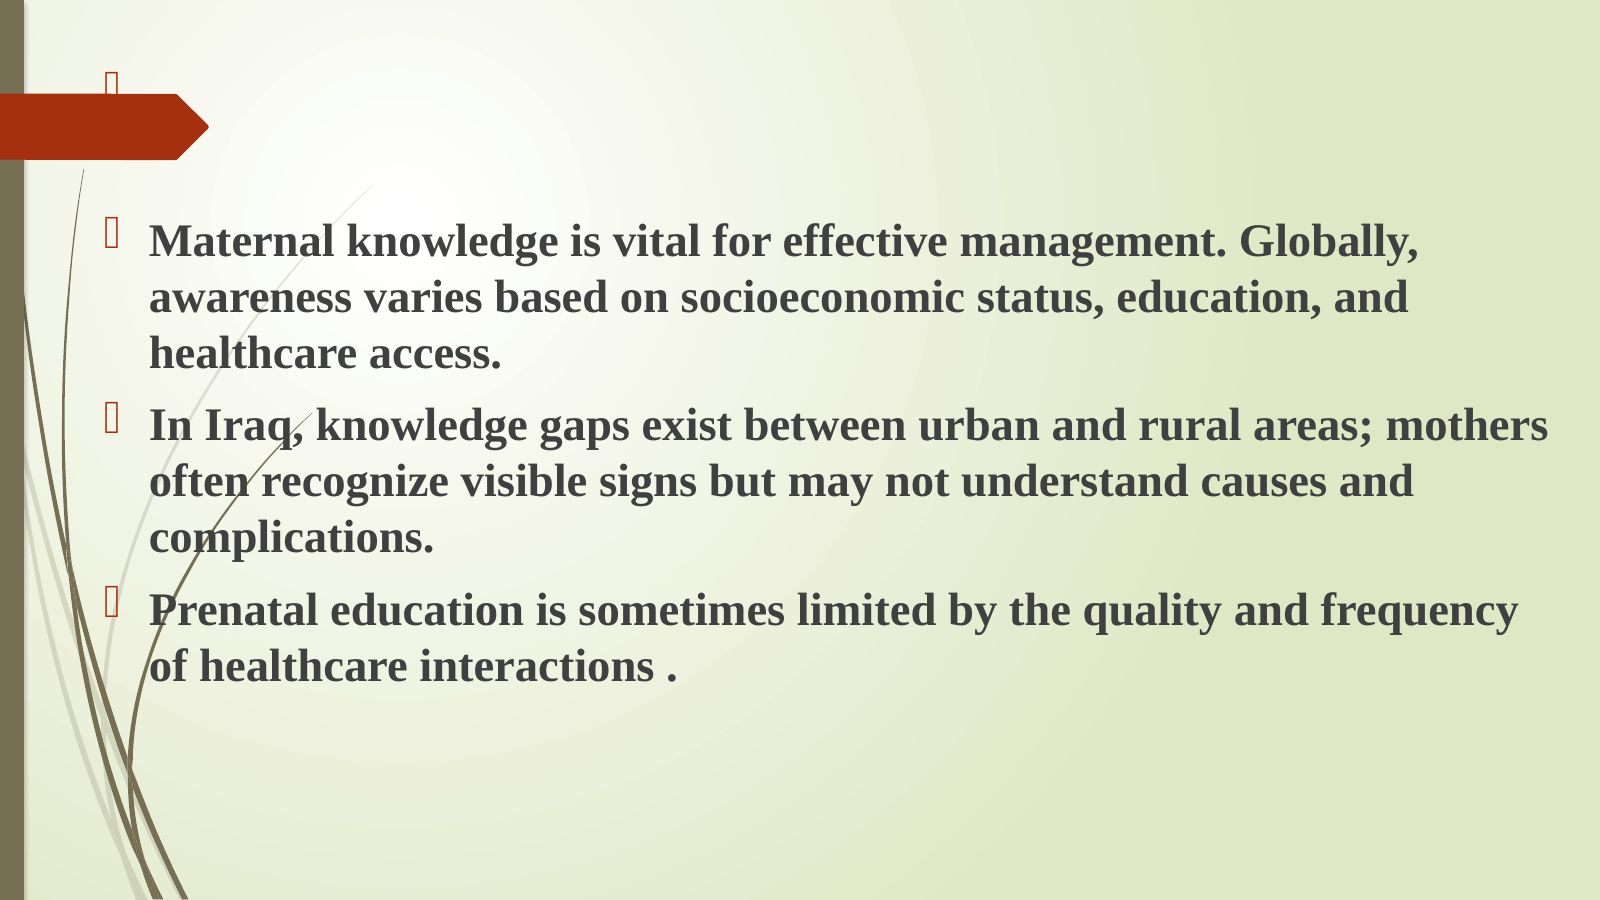 Maternal knowledge is vital for effective management. Globally,
awareness varies based on socioeconomic status, education, and
healthcare access.
In Iraq, knowledge gaps exist between urban and rural areas; mothers
often recognize visible signs but may not understand causes and
complications.
Prenatal education is sometimes limited by the quality and frequency
of healthcare interactions .